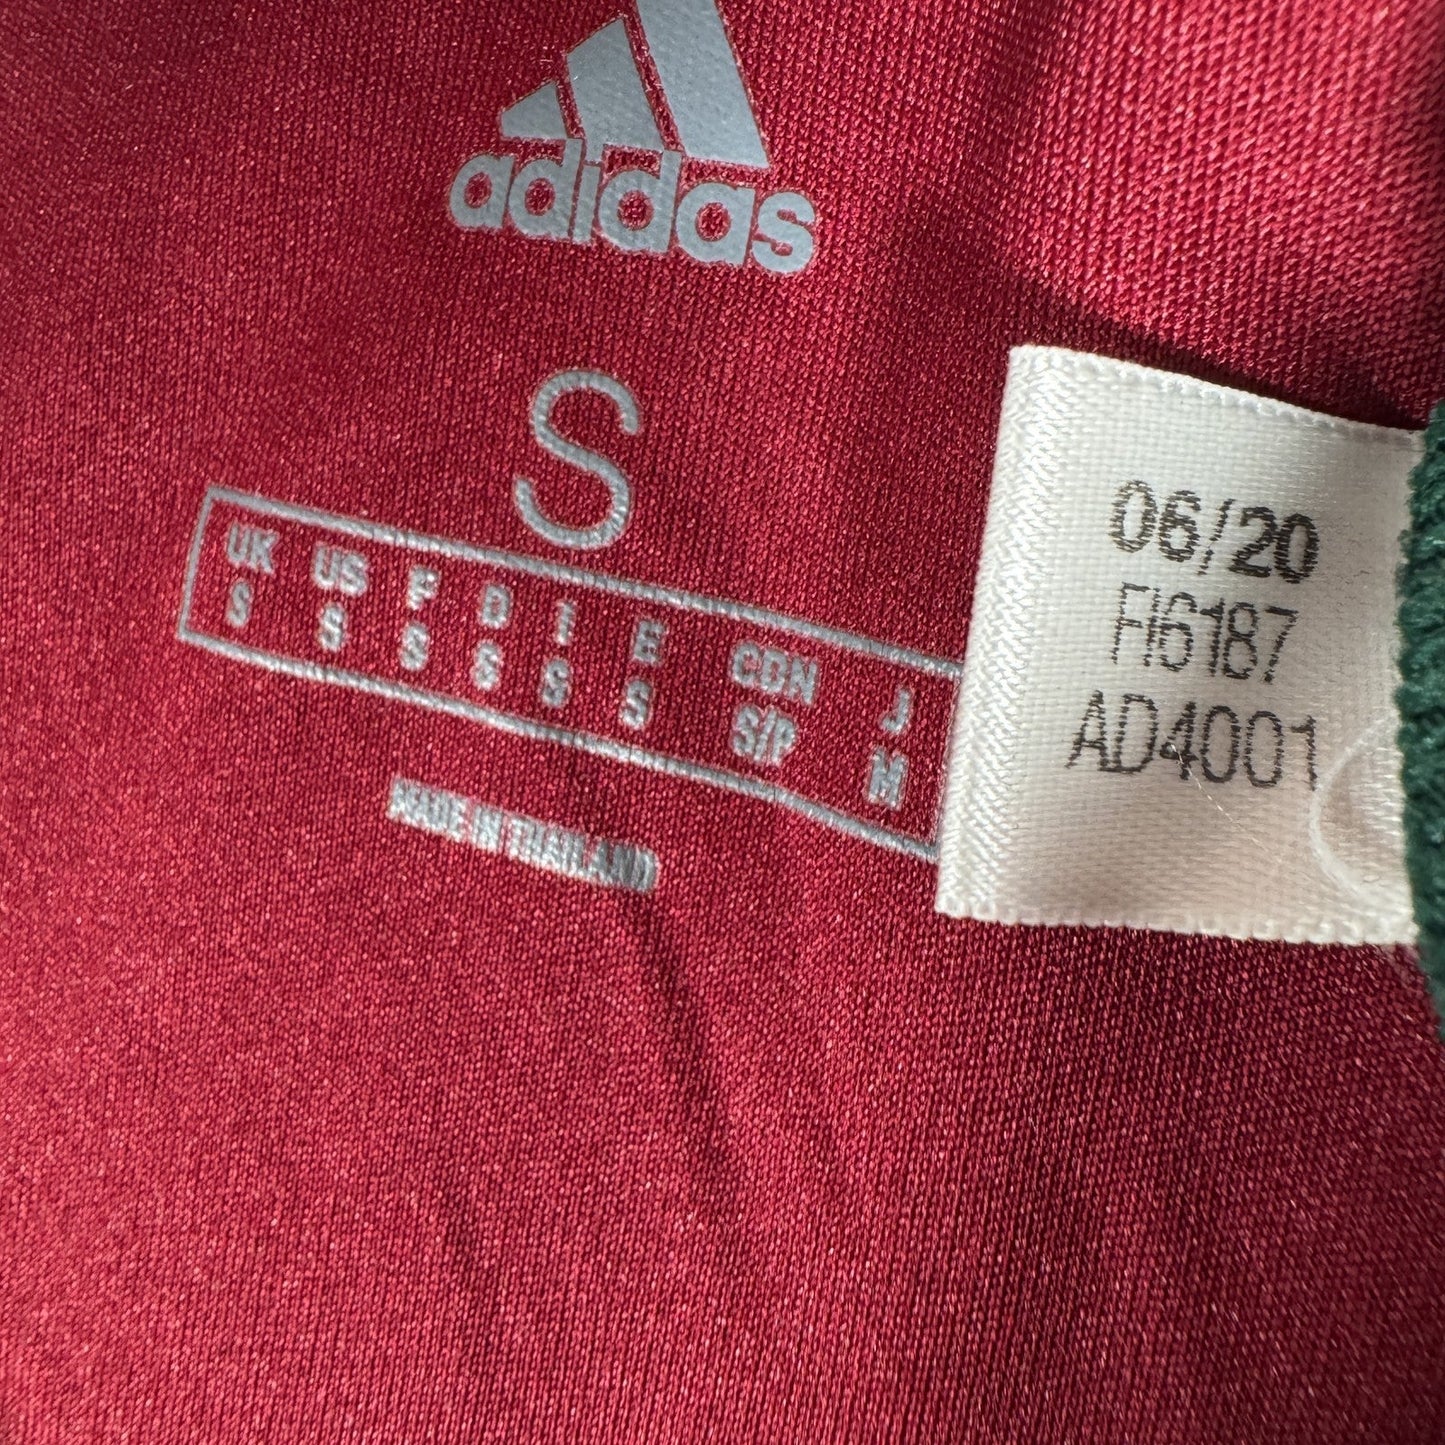 adidas
S
UK US F D I E CDN J
S S S S S S S/P M
MADE IN THAILAND
06/20
FI6187
AD4001